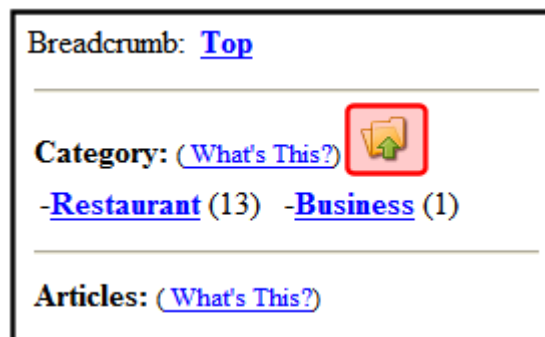 Breadcrumb: Top
Category: ( What's This?)
-Restaurant (13) -Business (1)
Articles: ( What's This?)